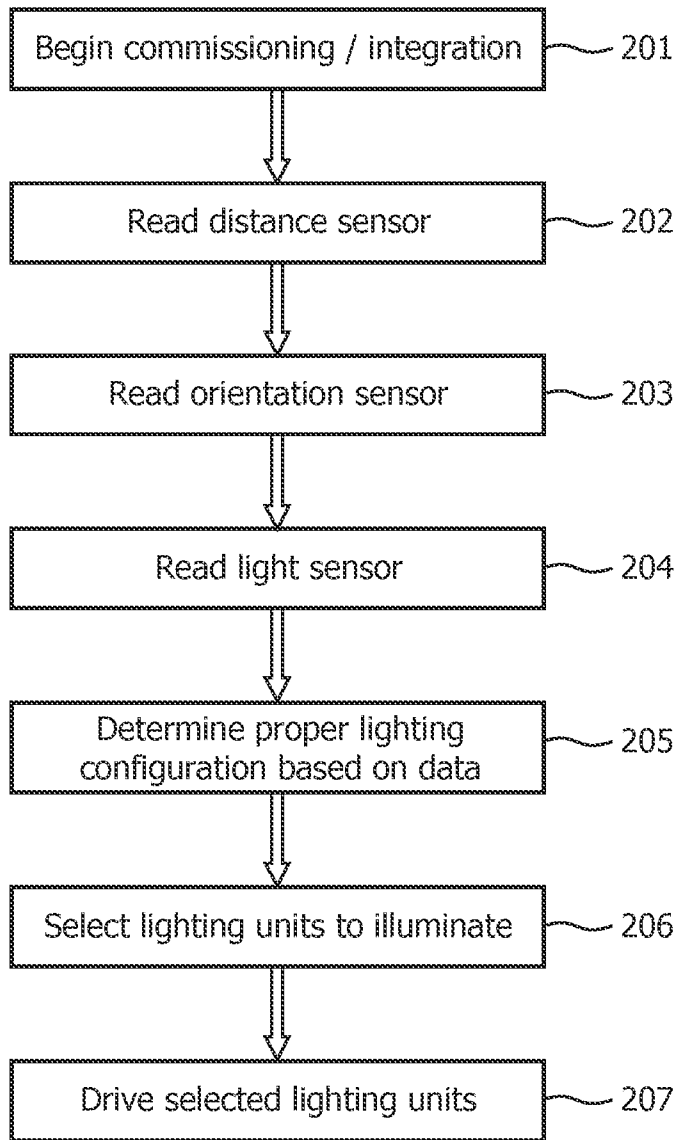 Begin commissioning / integration 201
Read distance sensor 202
Read orientation sensor 203
Read light sensor 204
Determine proper lighting
configuration based on data 205
Select lighting units to illuminate 206
Drive selected lighting units 207